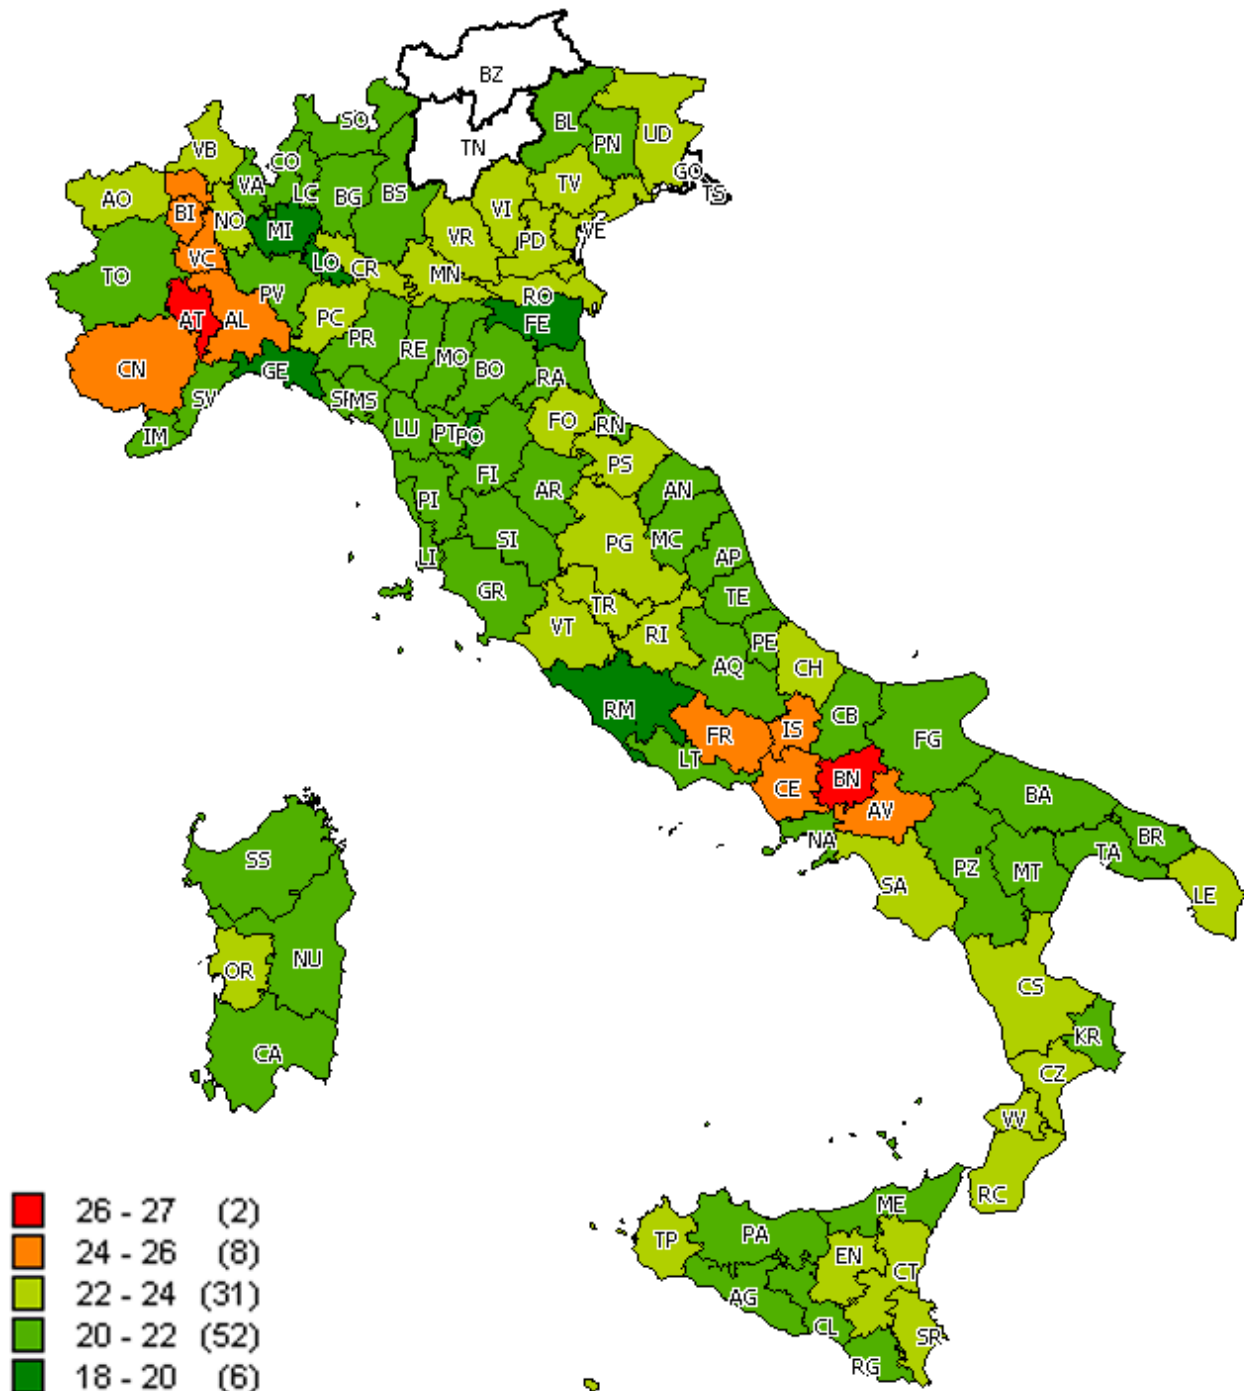 BZ
SO
BL
UD
TN
PN
VB
CO
GO
TS
AO
VA
LC
BG
BS
TV
BI
NO
MI
VI
VE
VR
PD
VC
LO
CR
MN
TO
PV
RO
AT
AL
PC
FE
PR
RE
MO
BO
CN
GE
RA
SV
SP
MS
FO
RN
IM
LU
PT
PO
PS
FI
AR
AN
PI
SI
PG
MC
LI
AP
GR
TR
TE
VT
RI
PE
AQ
CH
RM
FR
IS
CB
FG
LT
BN
CE
AV
BA
NA
BR
SS
PZ
MT
TA
SA
LE
NU
OR
CS
KR
CA
CZ
VV
RC
ME
TP
PA
EN
CT
AG
CL
SR
RG
26 - 27 (2)
24 - 26 (8)
22 - 24 (31)
20 - 22 (52)
18 - 20 (6)